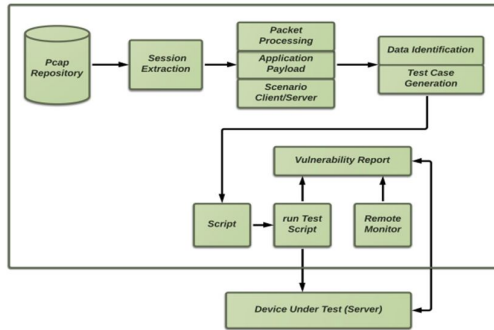 Pcap
Repository
Session
Extraction
Packet
Processing
Application
Payload
Scenario
Client/Server
Data Identification
Test Case
Generation
Vulnerability Report
Script
run Test
Script
Remote
Monitor
Device Under Test (Server)